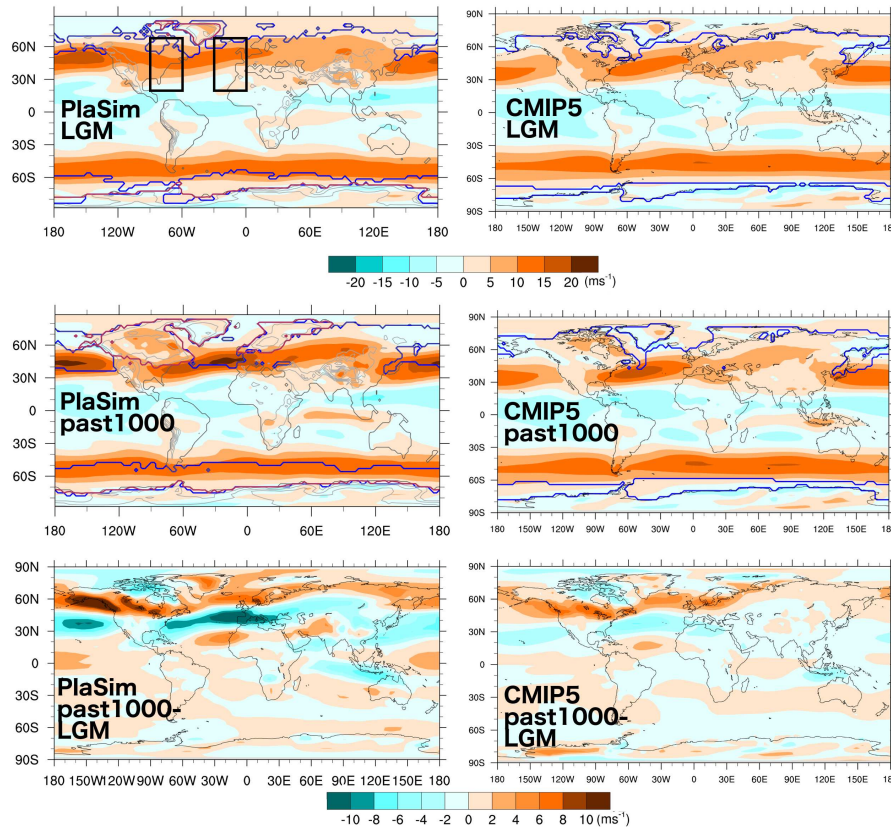 60N
30N
0
30S
60S
PlaSim
LGM
180
120W
60W
0
60E
120E
180
90N
60N
30N
0
30S
60S
90S
CMIP5
LGM
180
150W
120W
90W
60W
30W
0
30E
60E
90E
120E
150E
180
-20 -15 -10 -5 0 5 10 15 20 (ms-1)
60N
30N
0
30S
60S
PlaSim
past1000
180
120W
60W
0
60E
120E
180
90N
60N
30N
0
30S
60S
90S
CMIP5
past1000
180
150W
120W
90W
60W
30W
0
30E
60E
90E
120E
150E
180
90N
60N
30N
0
30S
60S
90S
PlaSim
past1000-
LGM
180
150W
120W
90W
60W
30W
0
30E
60E
90E
120E
150E
180
90N
60N
30N
0
30S
60S
90S
CMIP5
past1000-
LGM
180
150W
120W
90W
60W
30W
0
30E
60E
90E
120E
150E
180
-10 -8 -6 -4 -2 0 2 4 6 8 10 (ms-1)